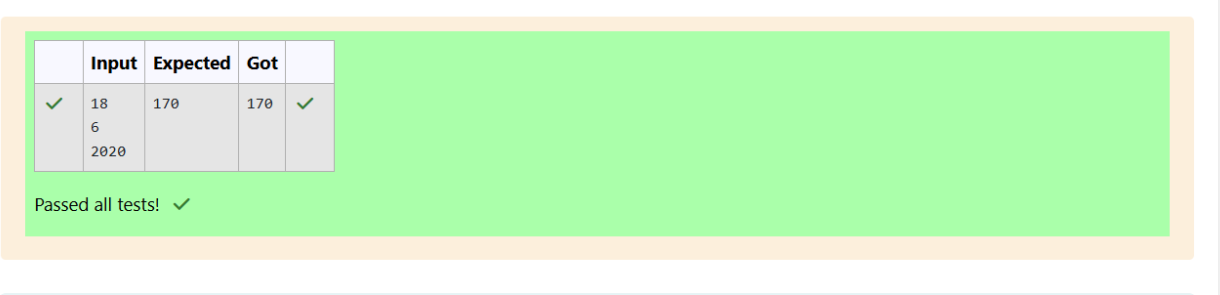 Input Expected Got
18 170 170
6
2020
Passed all tests!